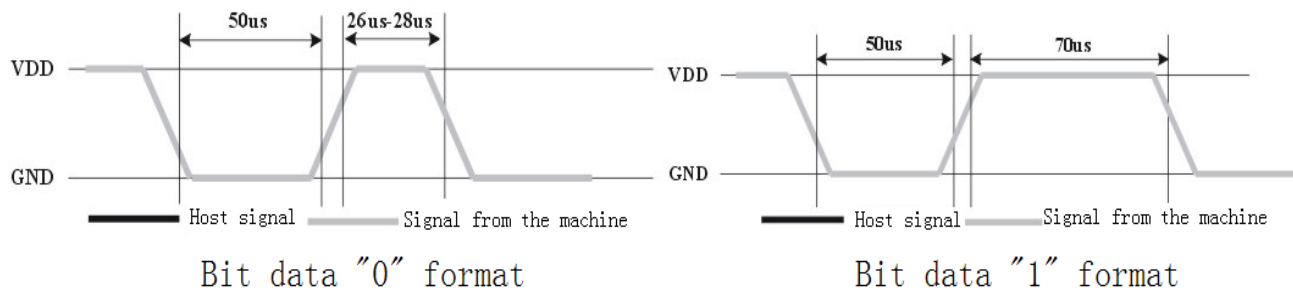 50us 26us-28us
VDD
GND
Host signal Signal from the machine
Bit data "0" format
50us 70us
VDD
GND
Host signal Signal from the machine
Bit data "1" format